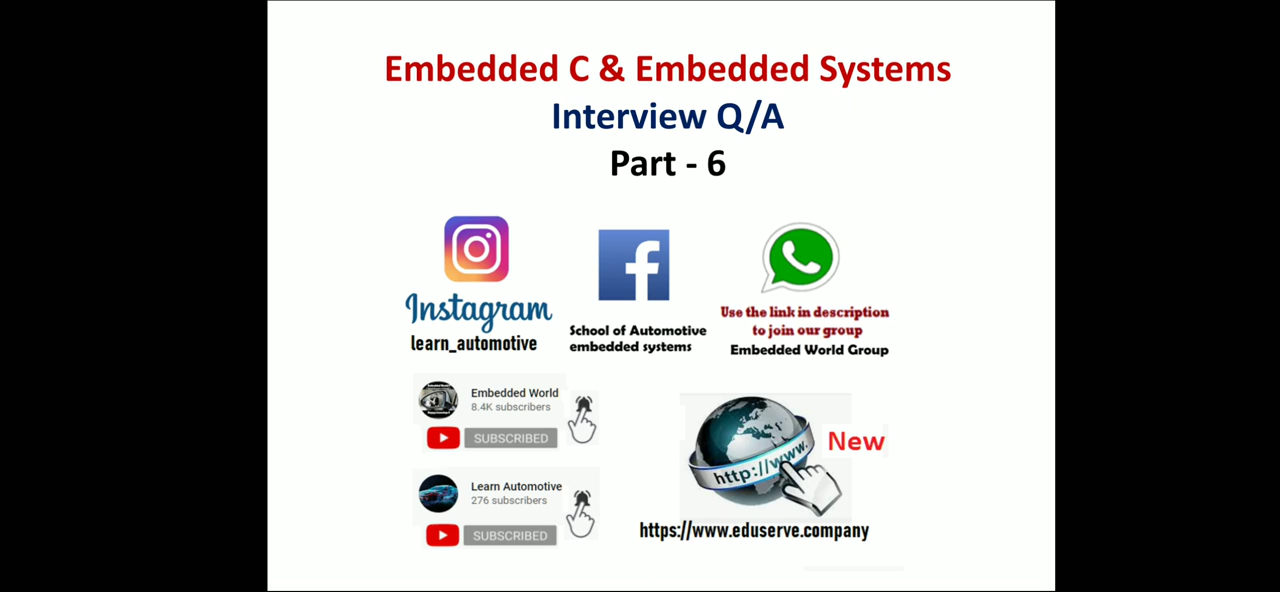 Embedded C & Embedded Systems
Interview Q/A
Part - 6
Instagram
learn_automotive
School of Automotive
embedded systems
Use the link in description
to join our group
Embedded World Group
Embedded World
8.4K subscribers
SUBSCRIBED
Learn Automotive
276 subscribers
SUBSCRIBED
http://www.
New
https://www.eduserve.company